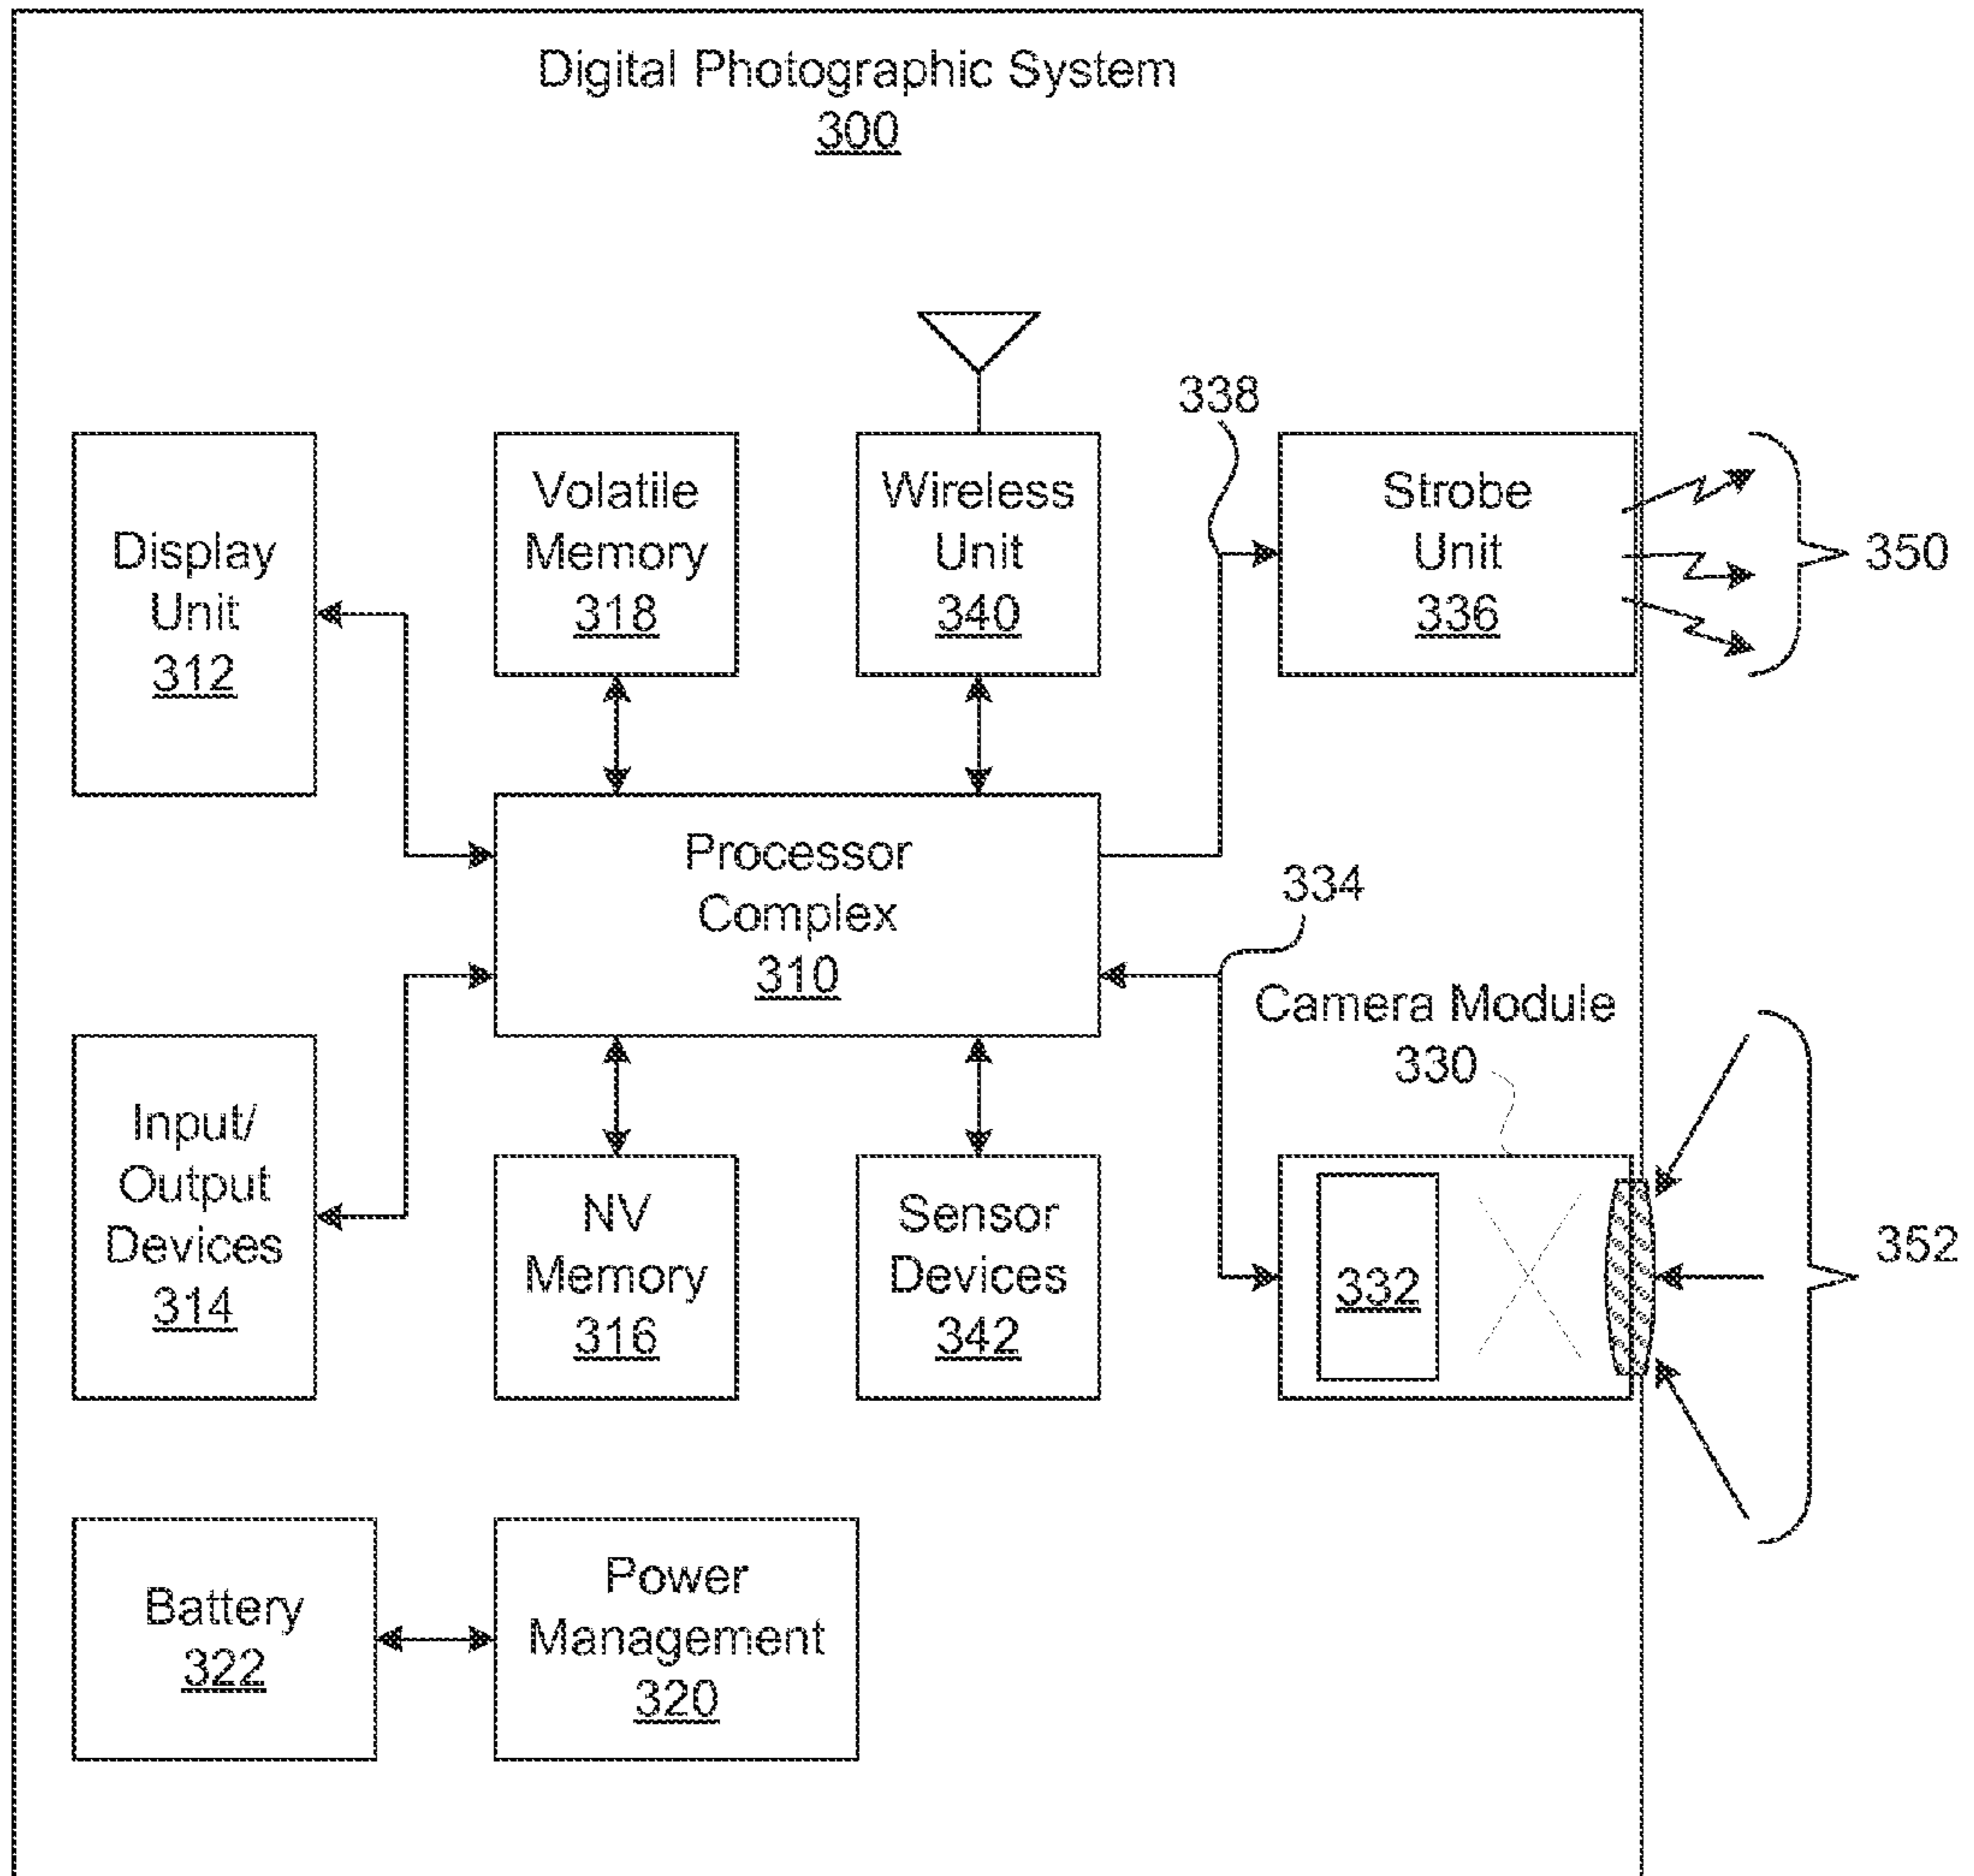 Digital Photographic System
300
338
Display
Unit
312
Volatile
Memory
318
Wireless
Unit
340
Strobe
Unit
336
350
Processor
Complex
310
334
Camera Module
330
Input/
Output
Devices
314
NV
Memory
316
Sensor
Devices
342
332
352
Battery
322
Power
Management
320